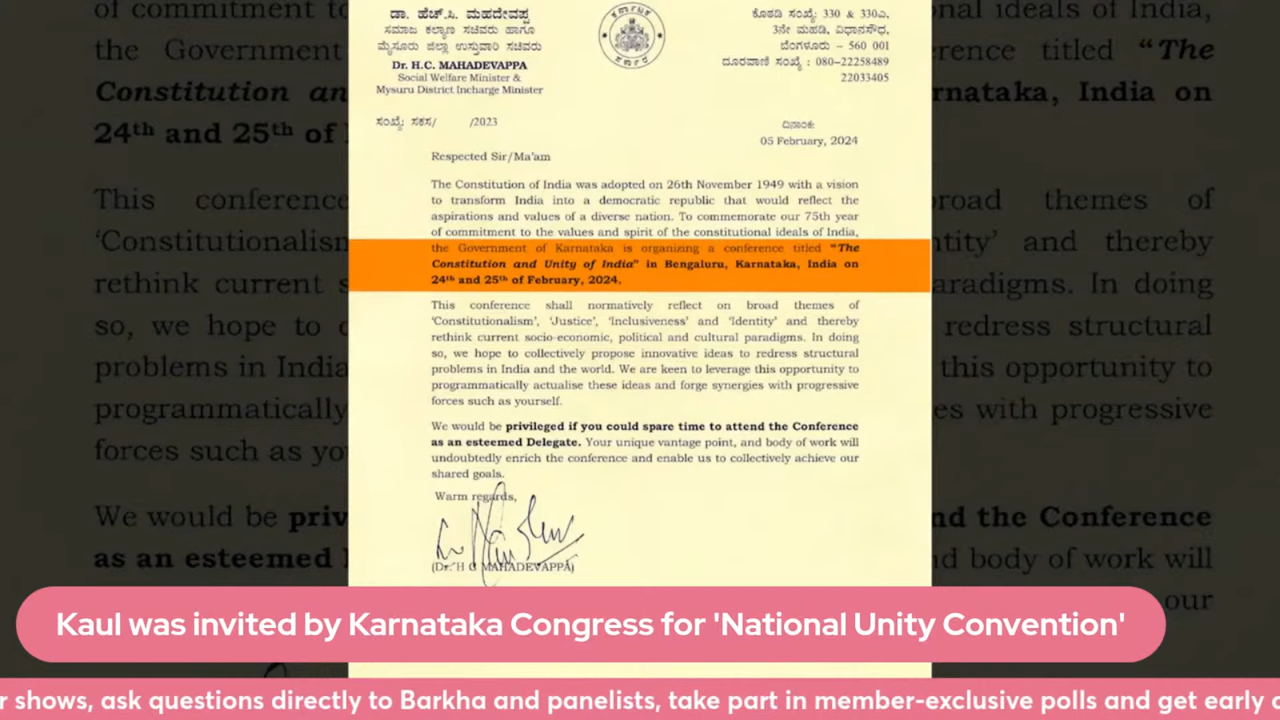 ಡಾ. ಹೆಚ್.ಸಿ. ಮಹದೇವಪ್ಪ
ಸಮಾಜ ಕಲ್ಯಾಣ ಸಚಿವರು ಹಾಗೂ
ಮೈಸೂರು ಜಿಲ್ಲಾ ಉಸ್ತುವಾರಿ ಸಚಿವರು
Dr. H.C. MAHADEVAPPA
Social Welfare Minister &
Mysuru District Incharge Minister
ಕೊಠಡಿ ಸಂಖ್ಯೆ: 330 & 330ಎ,
3ನೇ ಮಹಡಿ, ವಿಧಾನಸೌಧ,
ಬೆಂಗಳೂರು – 560 001
ದೂರವಾಣಿ ಸಂಖ್ಯೆ : 080-22258489
22033405
ಸಂಖ್ಯೆ: ಸಕಸ/ /2023
ದಿನಾಂಕ:
05 February, 2024
Respected Sir/Ma'am
The Constitution of India was adopted on 26th November 1949 with a vision
to transform India into a democratic republic that would reflect the
aspirations and values of a diverse nation. To commemorate our 75th year
of commitment to the values and spirit of the constitutional ideals of India,
the Government of Karnataka is organizing a conference titled "The
Constitution and Unity of India" in Bengaluru, Karnataka, India on
24th and 25th of February, 2024.
This conference shall normatively reflect on broad themes of
'Constitutionalism', 'Justice', 'Inclusiveness' and 'Identity' and thereby
rethink current socio-economic, political and cultural paradigms. In doing
so, we hope to collectively propose innovative ideas to redress structural
problems in India and the world. We are keen to leverage this opportunity to
programmatically actualise these ideas and forge synergies with progressive
forces such as yourself.
We would be privileged if you could spare time to attend the Conference
as an esteemed Delegate. Your unique vantage point, and body of work will
undoubtedly enrich the conference and enable us to collectively achieve our
shared goals.
Warm regards,
(Dr. H C MAHADEVAPPA)
Kaul was invited by Karnataka Congress for 'National Unity Convention'
r shows, ask questions directly to Barkha and panelists, take part in member-exclusive polls and get early